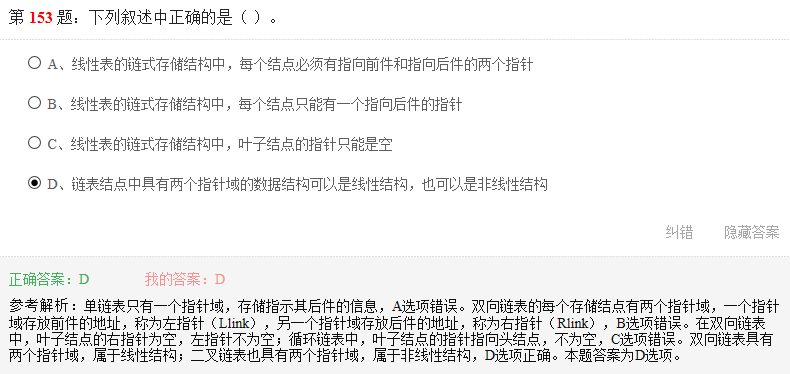 第 153 题：下列叙述中正确的是（ ）。
A、线性表的链式存储结构中，每个结点必须有指向前件和指向后件的两个指针
B、线性表的链式存储结构中，每个结点只能有一个指向后件的指针
C、线性表的链式存储结构中，叶子结点的指针只能是空
D、链表结点中具有两个指针域的数据结构可以是线性结构，也可以是非线性结构
纠错 隐藏答案
正确答案：D 我的答案：D
参考解析：单链表只有一个指针域，存储指示其后件的信息，A选项错误。双向链表的每个存储结点有两个指针域，一个指针
域存放前件的地址，称为左指针（Llink），另一个指针域存放后件的地址，称为右指针（Rlink），B选项错误。在双向链表
中，叶子结点的右指针为空，左指针不为空；循环链表中，叶子结点的指针指向头结点，不为空，C选项错误。双向链表具有
两个指针域，属于线性结构；二叉链表也具有两个指针域，属于非线性结构，D选项正确。本题答案为D选项。